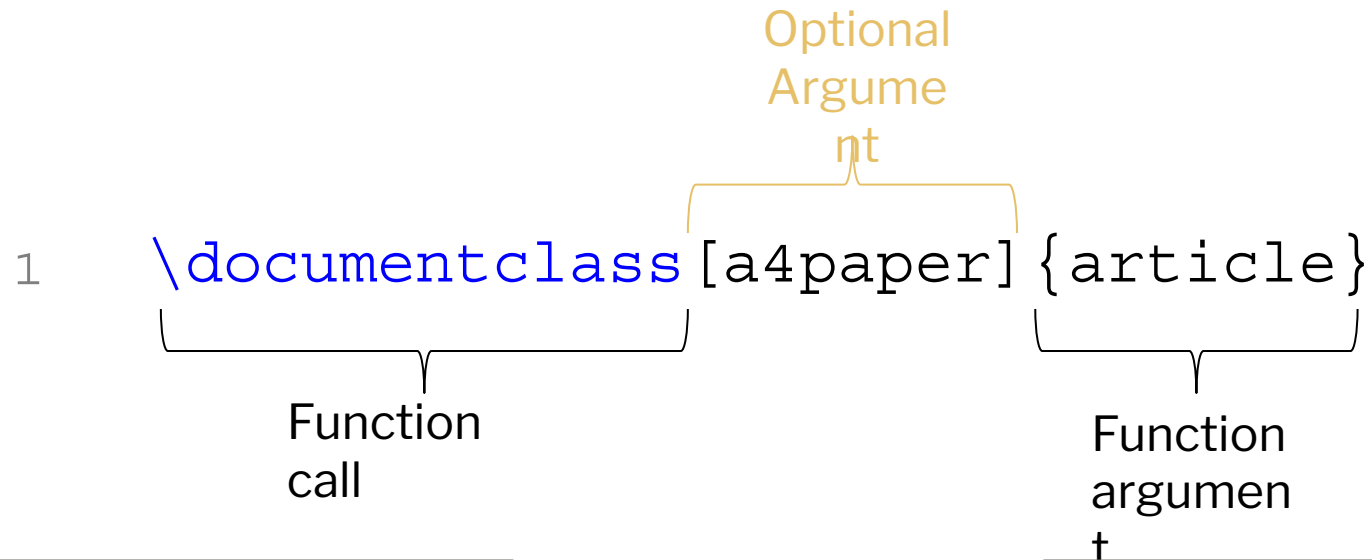 Optional
Argume
nt
1 \documentclass[a4paper]{article}
Function
call
Function
argumen
t